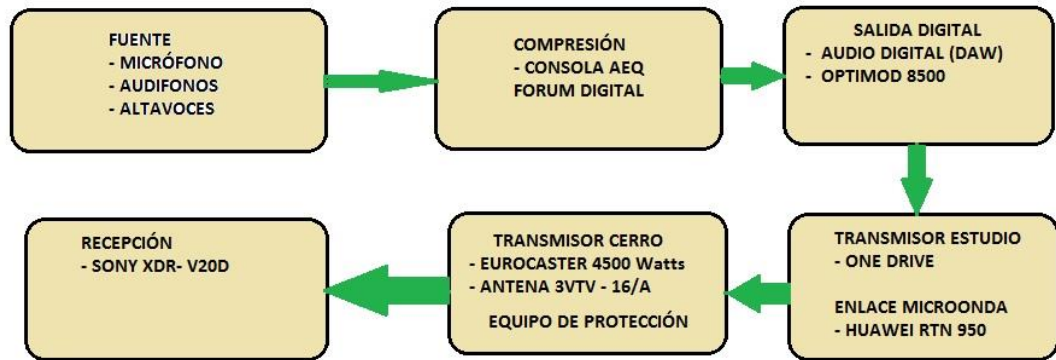 FUENTE
- MICRÓFONO
- AUDIFONOS
- ALTAVOCES
COMPRESIÓN
- CONSOLA AEQ
FORUM DIGITAL
SALIDA DIGITAL
- AUDIO DIGITAL (DAW)
- OPTIMOD 8500
TRANSMISOR ESTUDIO
- ONE DRIVE
ENLACE MICROONDA
- HUAWEI RTN 950
TRANSMISOR CERRO
- EUROCASTER 4500 Watts
- ANTENA 3VTV - 16/A
EQUIPO DE PROTECCIÓN
RECEPCIÓN
- SONY XDR- V20D